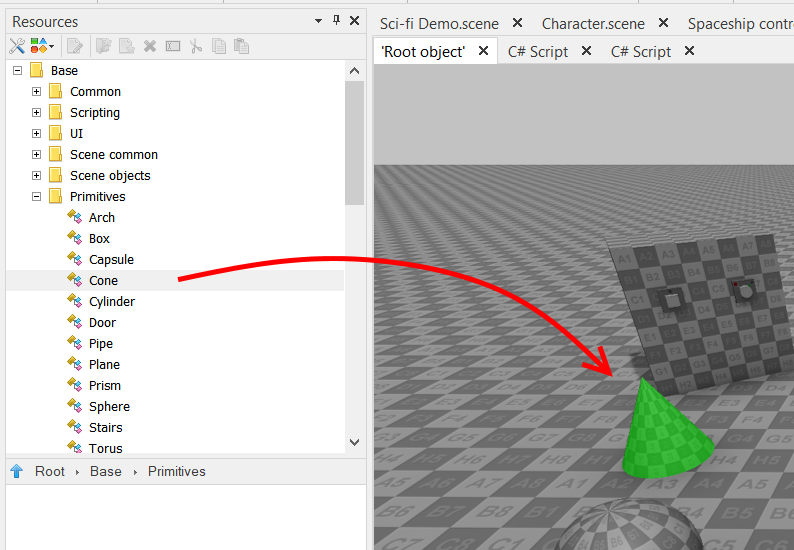 Resources
Base
Common
Scripting
UI
Scene common
Scene objects
Primitives
Arch
Box
Capsule
Cone
Cylinder
Door
Pipe
Plane
Prism
Sphere
Stairs
Torus
Root › Base › Primitives
Sci-fi Demo.scene Character.scene Spaceship contr
'Root object' C# Script C# Script